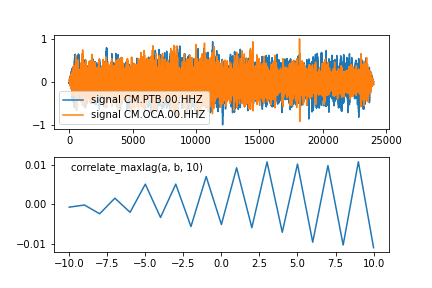 1
0
−1
signal CM.PTB.00.HHZ
signal CM.OCA.00.HHZ
0 5000 10000 15000 20000 25000
0.01
0.00
−0.01
correlate_maxlag(a, b, 10)
−10.0 −7.5 −5.0 −2.5 0.0 2.5 5.0 7.5 10.0